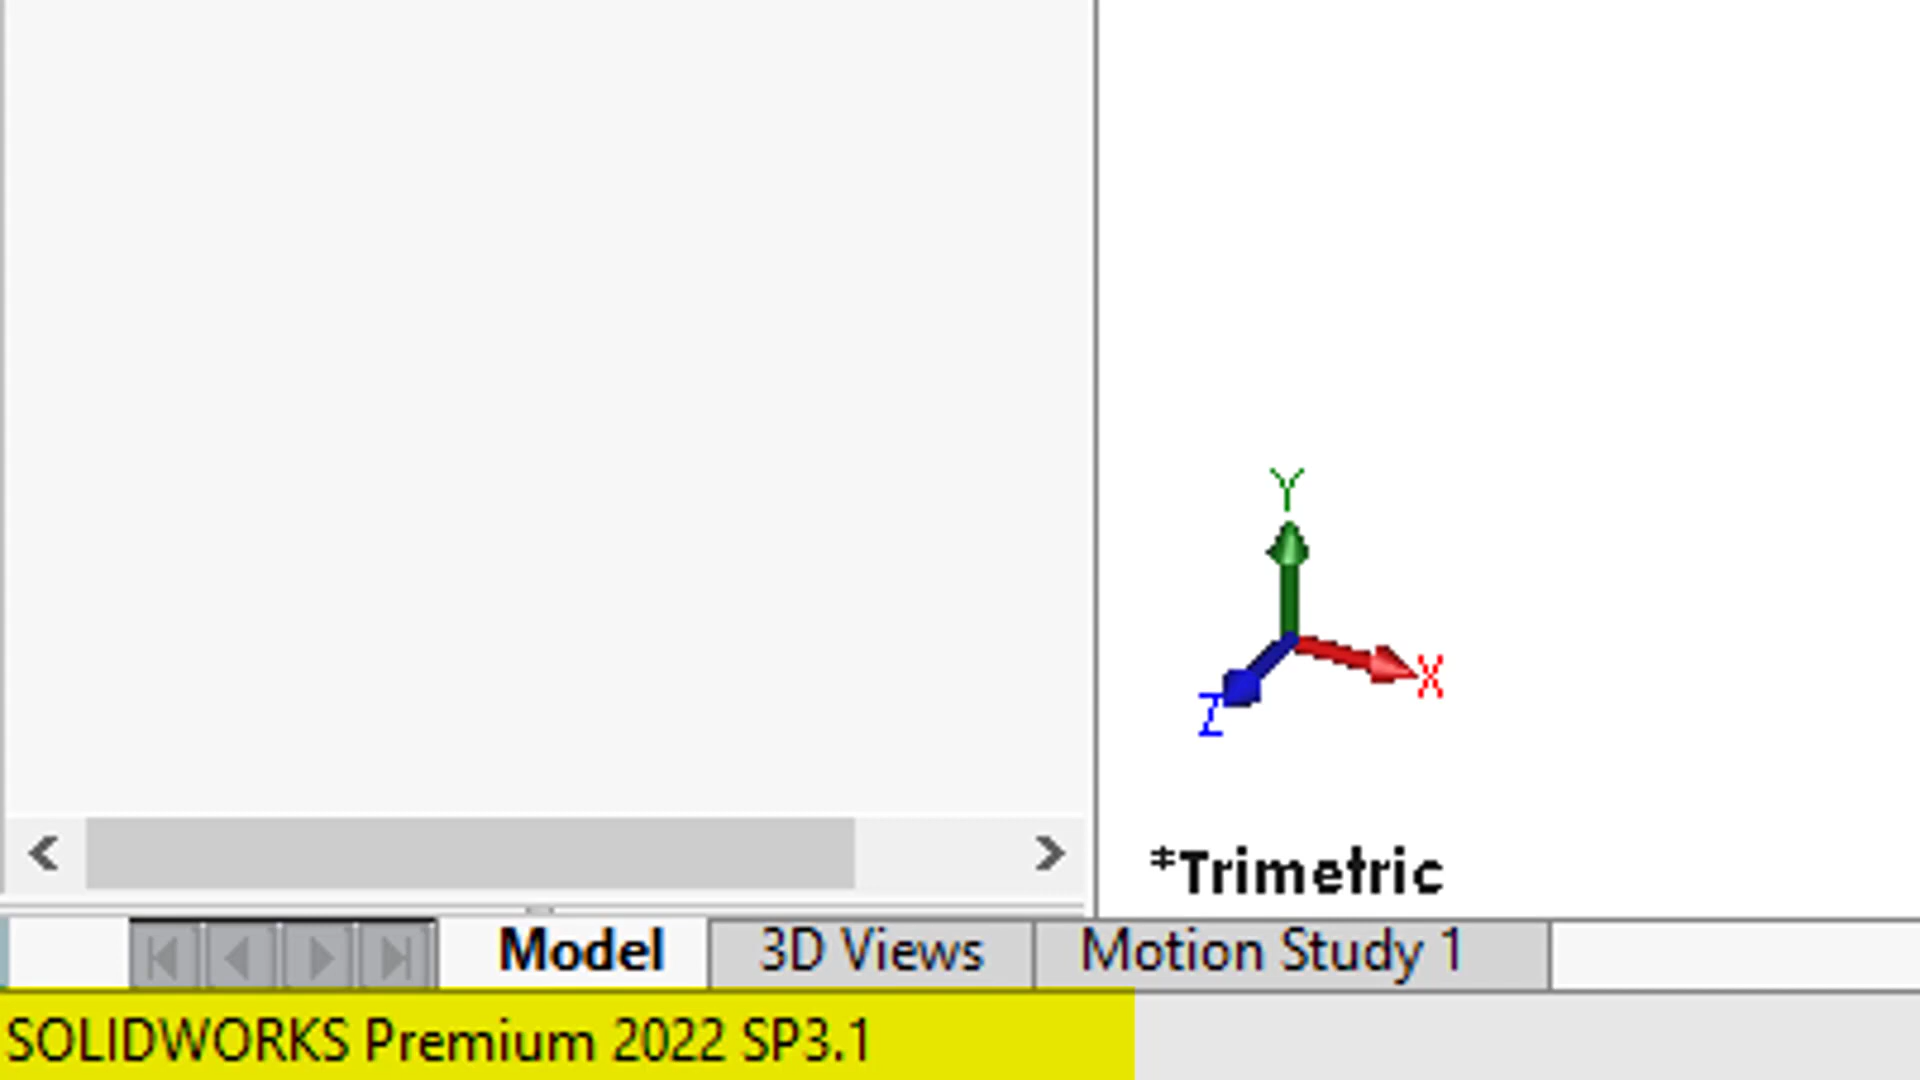 Y
X
Z
*Trimetric
Model
3D Views
Motion Study 1
SOLIDWORKS Premium 2022 SP3.1